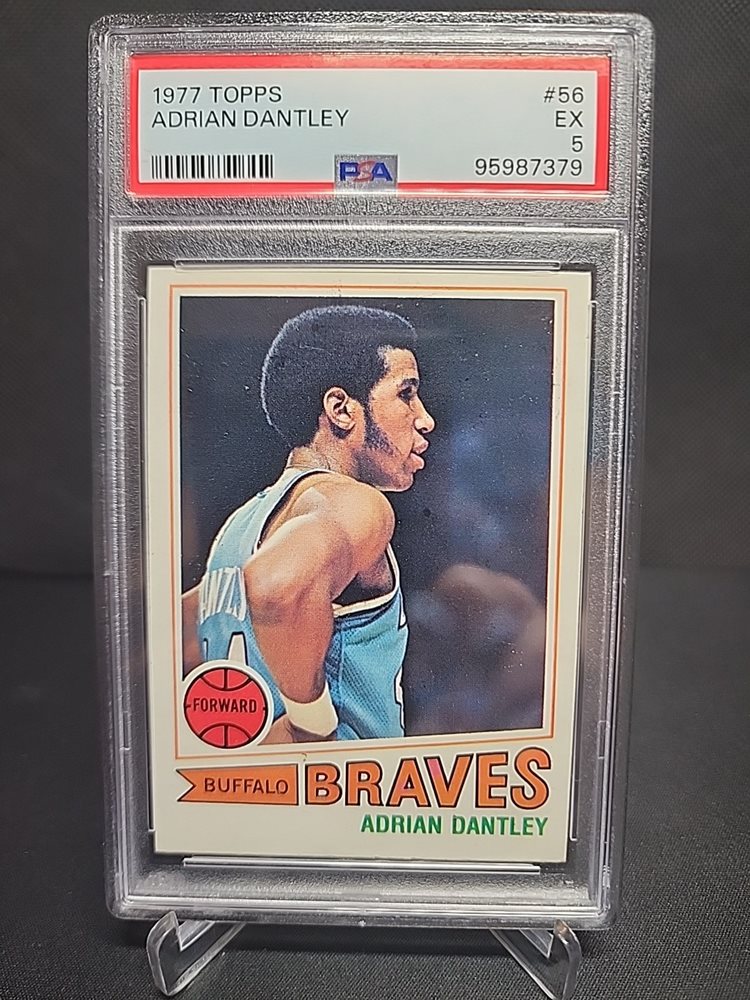 1977 TOPPS #56
ADRIAN DANTLEY EX
5
PSA 95987379
FORWARD
BUFFALO BRAVES
ADRIAN DANTLEY